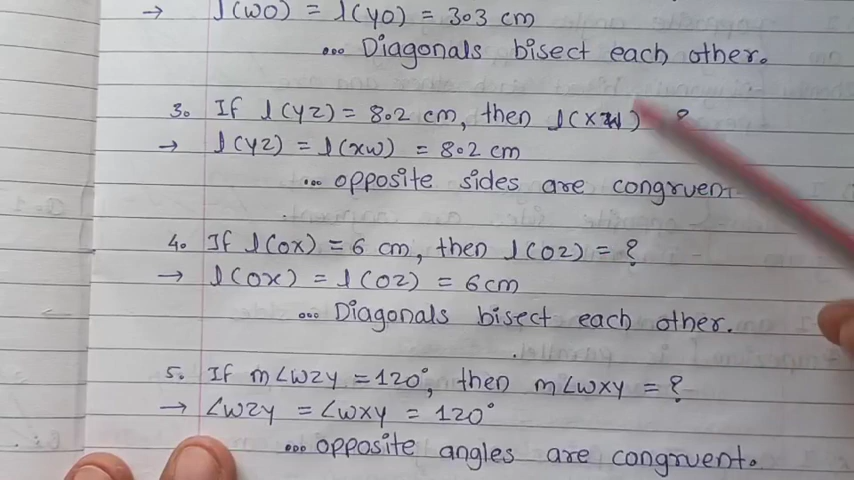 → l(WO) = l(YO) = 3.3 cm
... Diagonals bisect each other.
3. If l(YZ) = 8.2 cm, then l(XW) ?
→ l(YZ) = l(XW) = 8.2 cm
... opposite sides are congruent
4. If l(OX) = 6 cm, then l(OZ) = ?
→ l(OX) = l(OZ) = 6 cm
... Diagonals bisect each other.
5. If m∠WZY = 120°, then m∠WXY = ?
→ ∠WZY = ∠WXY = 120°
... opposite angles are congruent.